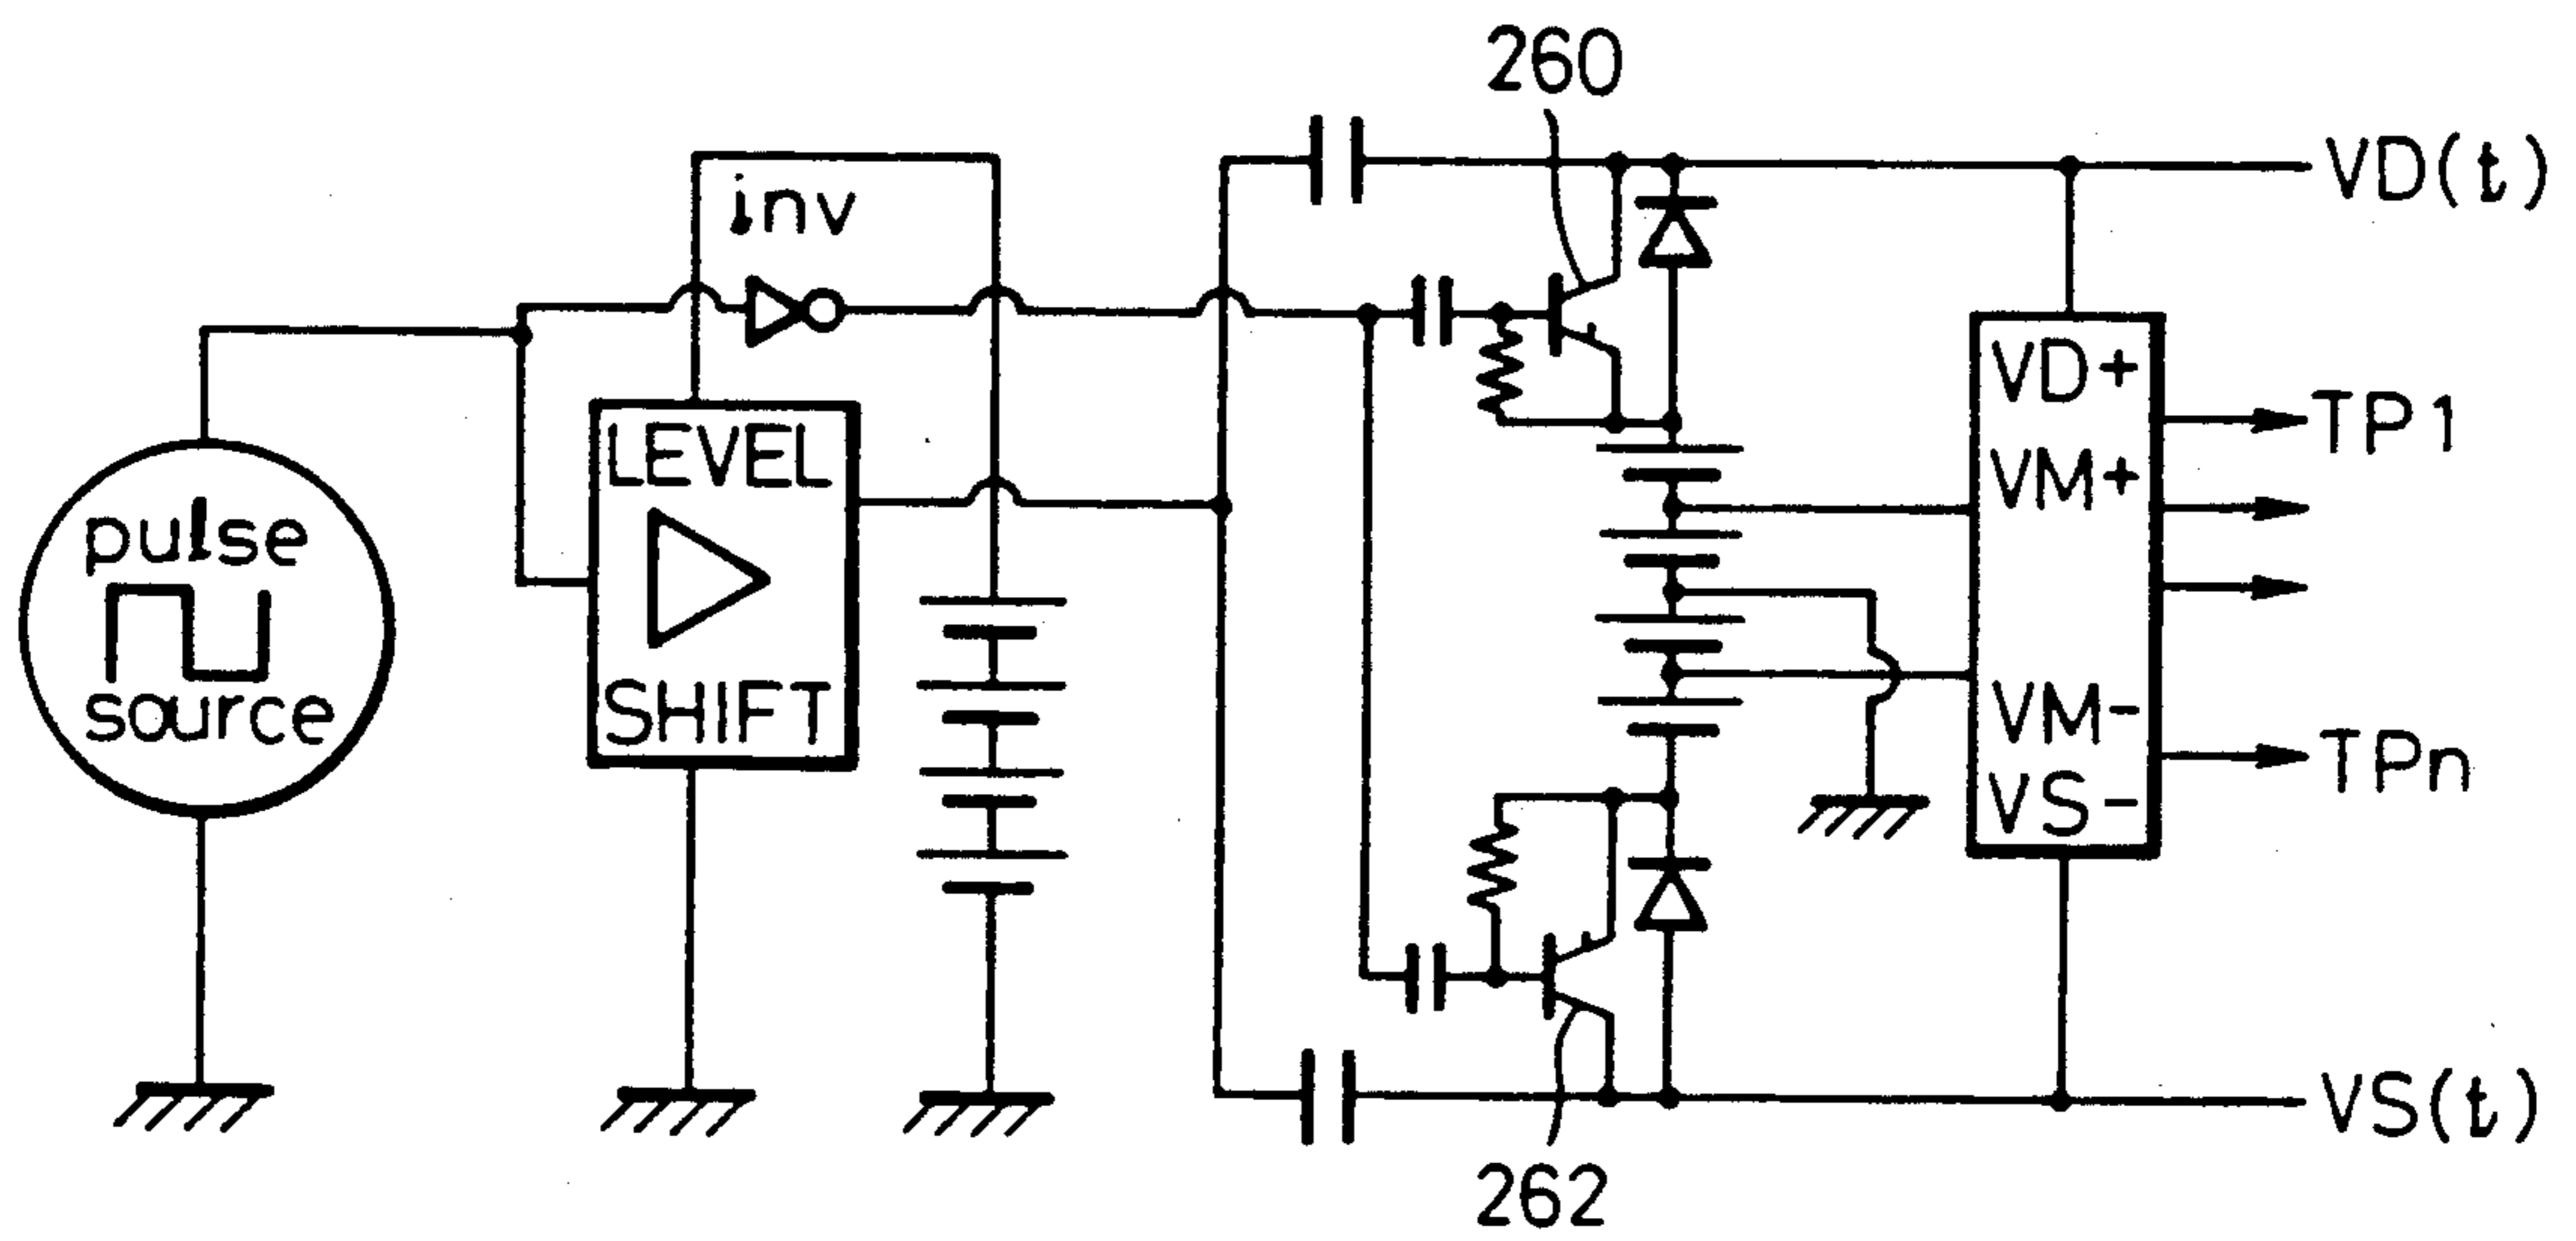 260
VD(t)
inv
LEVEL
SHIFT
pulse
source
VD+
VM+
VM-
VS-
TP1
TPn
VS(t)
262